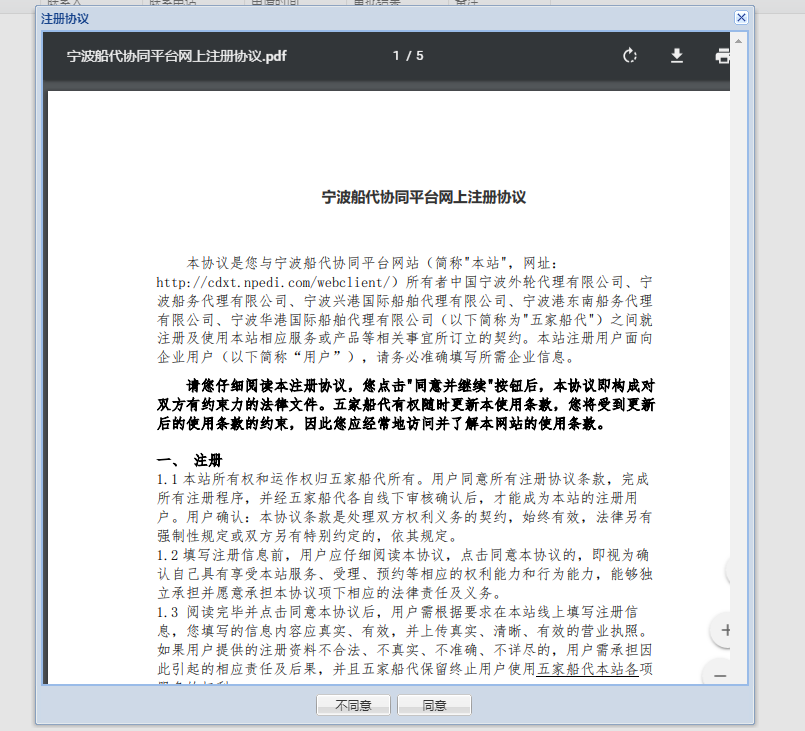 注册协议
宁波船代协同平台网上注册协议.pdf
1 / 5
宁波船代协同平台网上注册协议
本协议是您与宁波船代协同平台网站（简称"本站"，网址：
http://cdxt.npedi.com/webclient/）所有者中国宁波外轮代理有限公司、宁
波船务代理有限公司、宁波兴港国际船舶代理有限公司、宁波港东南船务代理
有限公司、宁波华港国际船舶代理有限公司（以下简称为"五家船代"）之间就
注册及使用本站相应服务或产品等相关事宜所订立的契约。本站注册用户面向
企业用户（以下简称“用户”），请务必准确填写所需企业信息。
请您仔细阅读本注册协议，您点击"同意并继续"按钮后，本协议即构成对
双方有约束力的法律文件。五家船代有权随时更新本使用条款，您将受到更新
后的使用条款的约束，因此您应经常地访问并了解本网站的使用条款。
一、 注册
1.1 本站所有权和运作权归五家船代所有。用户同意所有注册协议条款，完成
所有注册程序，并经五家船代各自线下审核确认后，才能成为本站的注册用
户。用户确认：本协议条款是处理双方权利义务的契约，始终有效，法律另有
强制性规定或双方另有特别约定的，依其规定。
1.2 填写注册信息前，用户应仔细阅读本协议，点击同意本协议的，即视为确
认自己具有享受本站服务、受理、预约等相应的权利能力和行为能力，能够独
立承担并愿意承担本协议项下相应的法律责任及义务。
1.3 阅读完毕并点击同意本协议后，用户需根据要求在本站线上填写注册信
息，您填写的信息内容应真实、有效，并上传真实、清晰、有效的营业执照。
如果用户提供的注册资料不合法、不真实、不准确、不详尽的，用户需承担因
此引起的相应责任及后果，并且五家船代保留终止用户使用五家船代本站各项
不同意
同意